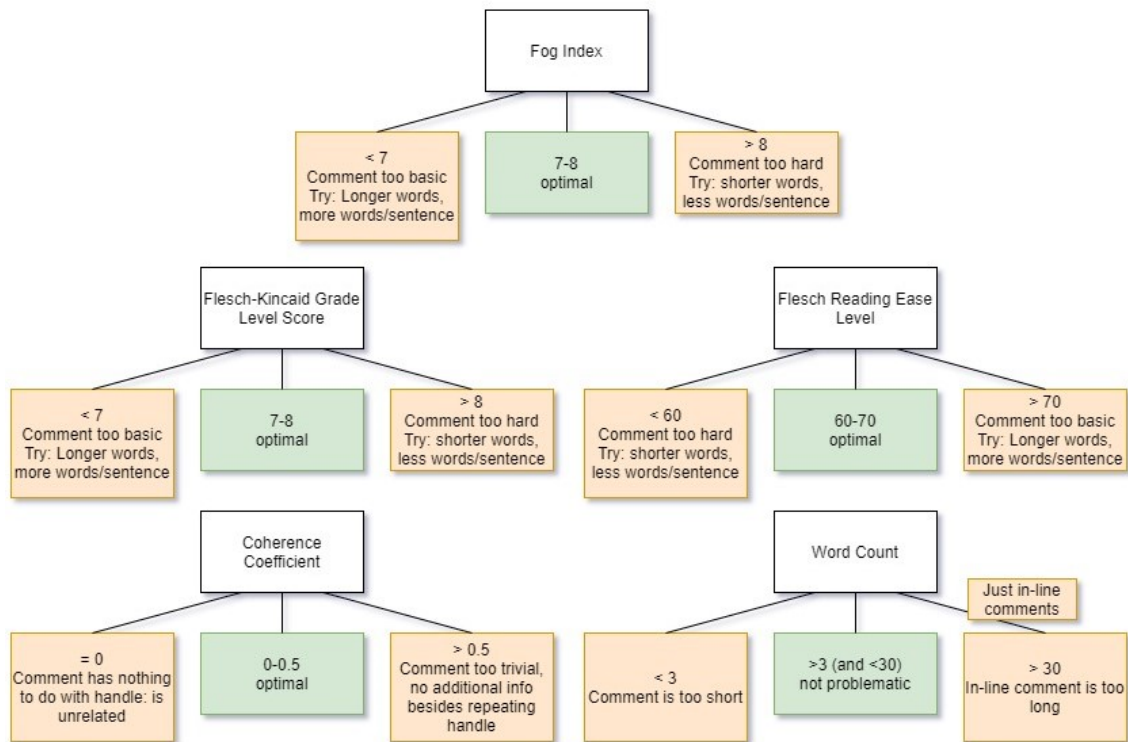 Fog Index
< 7
Comment too basic
Try: Longer words,
more words/sentence
7-8
optimal
> 8
Comment too hard
Try: shorter words,
less words/sentence
Flesch-Kincaid Grade
Level Score
< 7
Comment too basic
Try: Longer words,
more words/sentence
7-8
optimal
> 8
Comment too hard
Try: shorter words,
less words/sentence
Flesch Reading Ease
Level
< 60
Comment too hard
Try: shorter words,
less words/sentence
60-70
optimal
> 70
Comment too basic
Try: Longer words,
more words/sentence
Coherence
Coefficient
= 0
Comment has nothing
to do with handle: is
unrelated
0-0.5
optimal
> 0.5
Comment too trivial,
no additional info
besides repeating
handle
Word Count
Just in-line
comments
< 3
Comment is too short
>3 (and <30)
not problematic
> 30
In-line comment is too
long